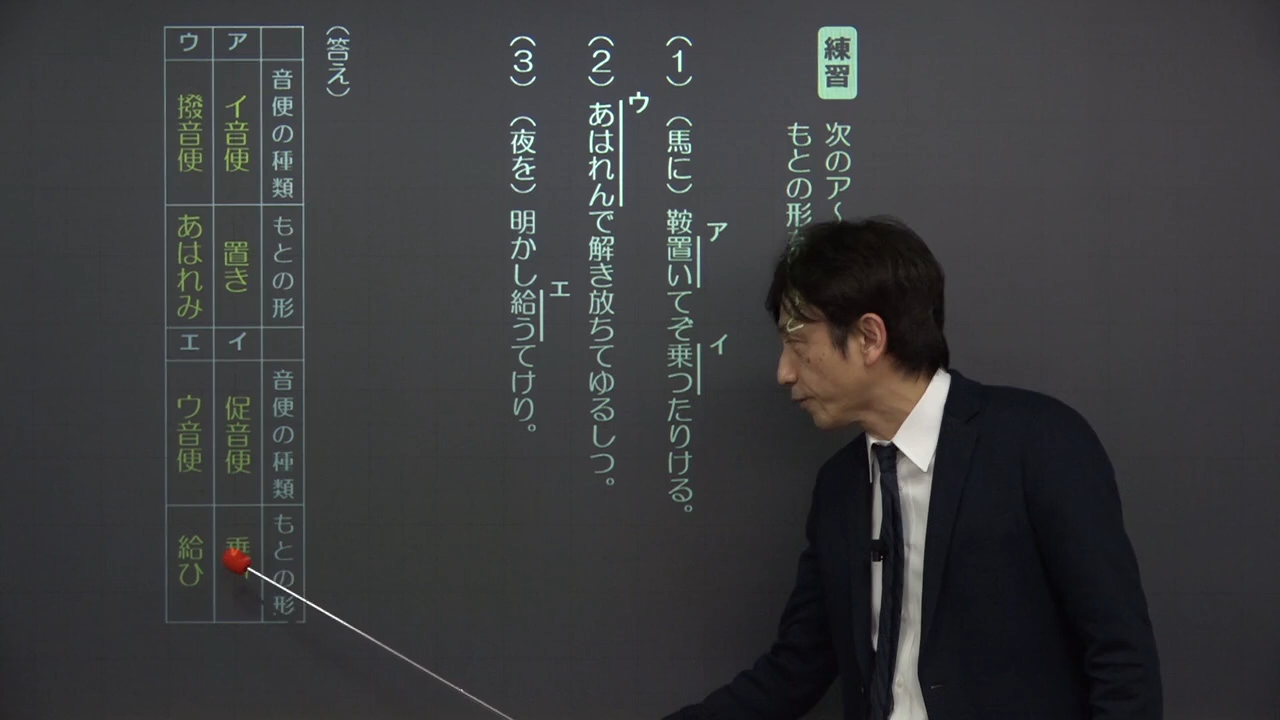 練習
次のア〜
もとの形
(1) (馬に) 鞍置いてぞ乗つたりける。
ア
イ
(2) あはれんで解き放ちてゆるしつ。
ウ
(3) (夜を) 明かし給うてけり。
エ
(答え)
音便の種類 もとの形 音便の種類 もとの形
ア イ音便 置き イ 促音便 乗
ウ 撥音便 あはれみ エ ウ音便 給ひ